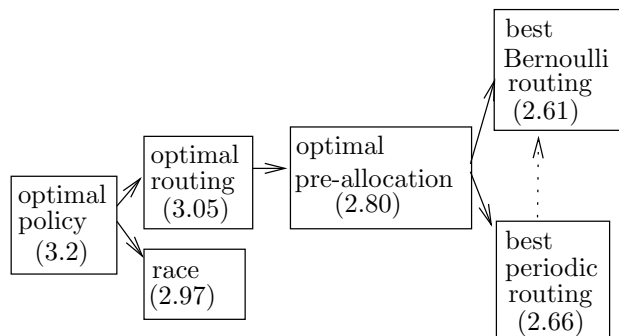 optimal
policy
(3.2)
optimal
routing
(3.05)
race
(2.97)
optimal
pre-allocation
(2.80)
best
Bernoulli
routing
(2.61)
best
periodic
routing
(2.66)